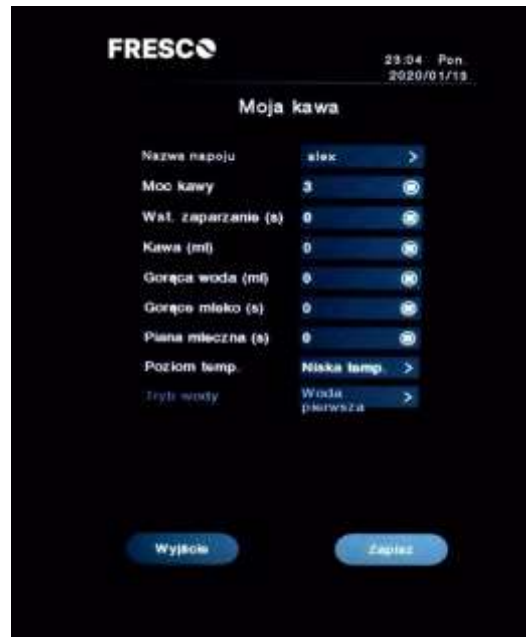 FRESCO
23:04 Pon.
2020/01/13
Moja kawa
Nazwa napoju alex >
Moc kawy 3
Wst. zaparzanie (s) 0
Kawa (ml) 0
Gorąca woda (ml) 0
Gorące mleko (s) 0
Piana mleczna (s) 0
Poziom temp. Niska temp. >
Tryb wody Woda pierwsza >
Wyjście Zapisz